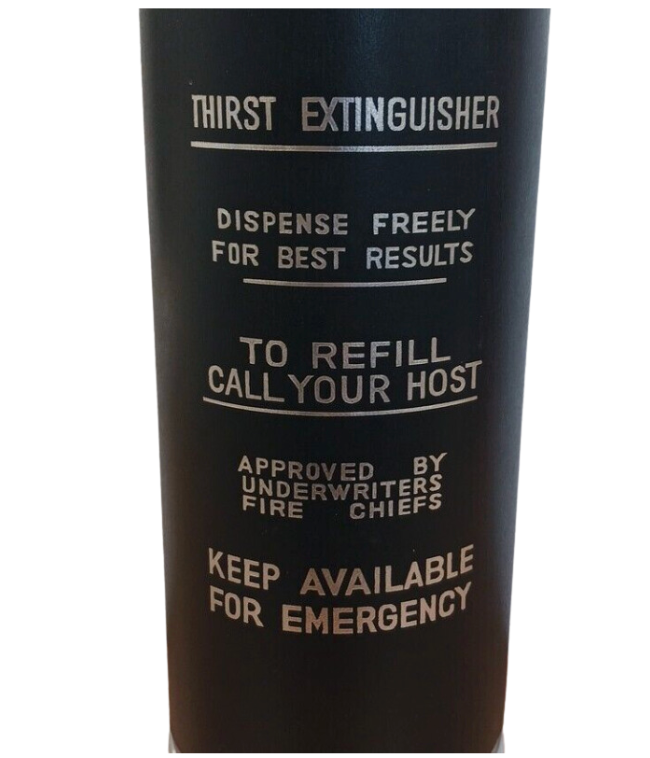 THIRST EXTINGUISHER
DISPENSE FREELY
FOR BEST RESULTS
TO REFILL
CALL YOUR HOST
APPROVED BY
UNDERWRITERS
FIRE CHIEFS
KEEP AVAILABLE
FOR EMERGENCY